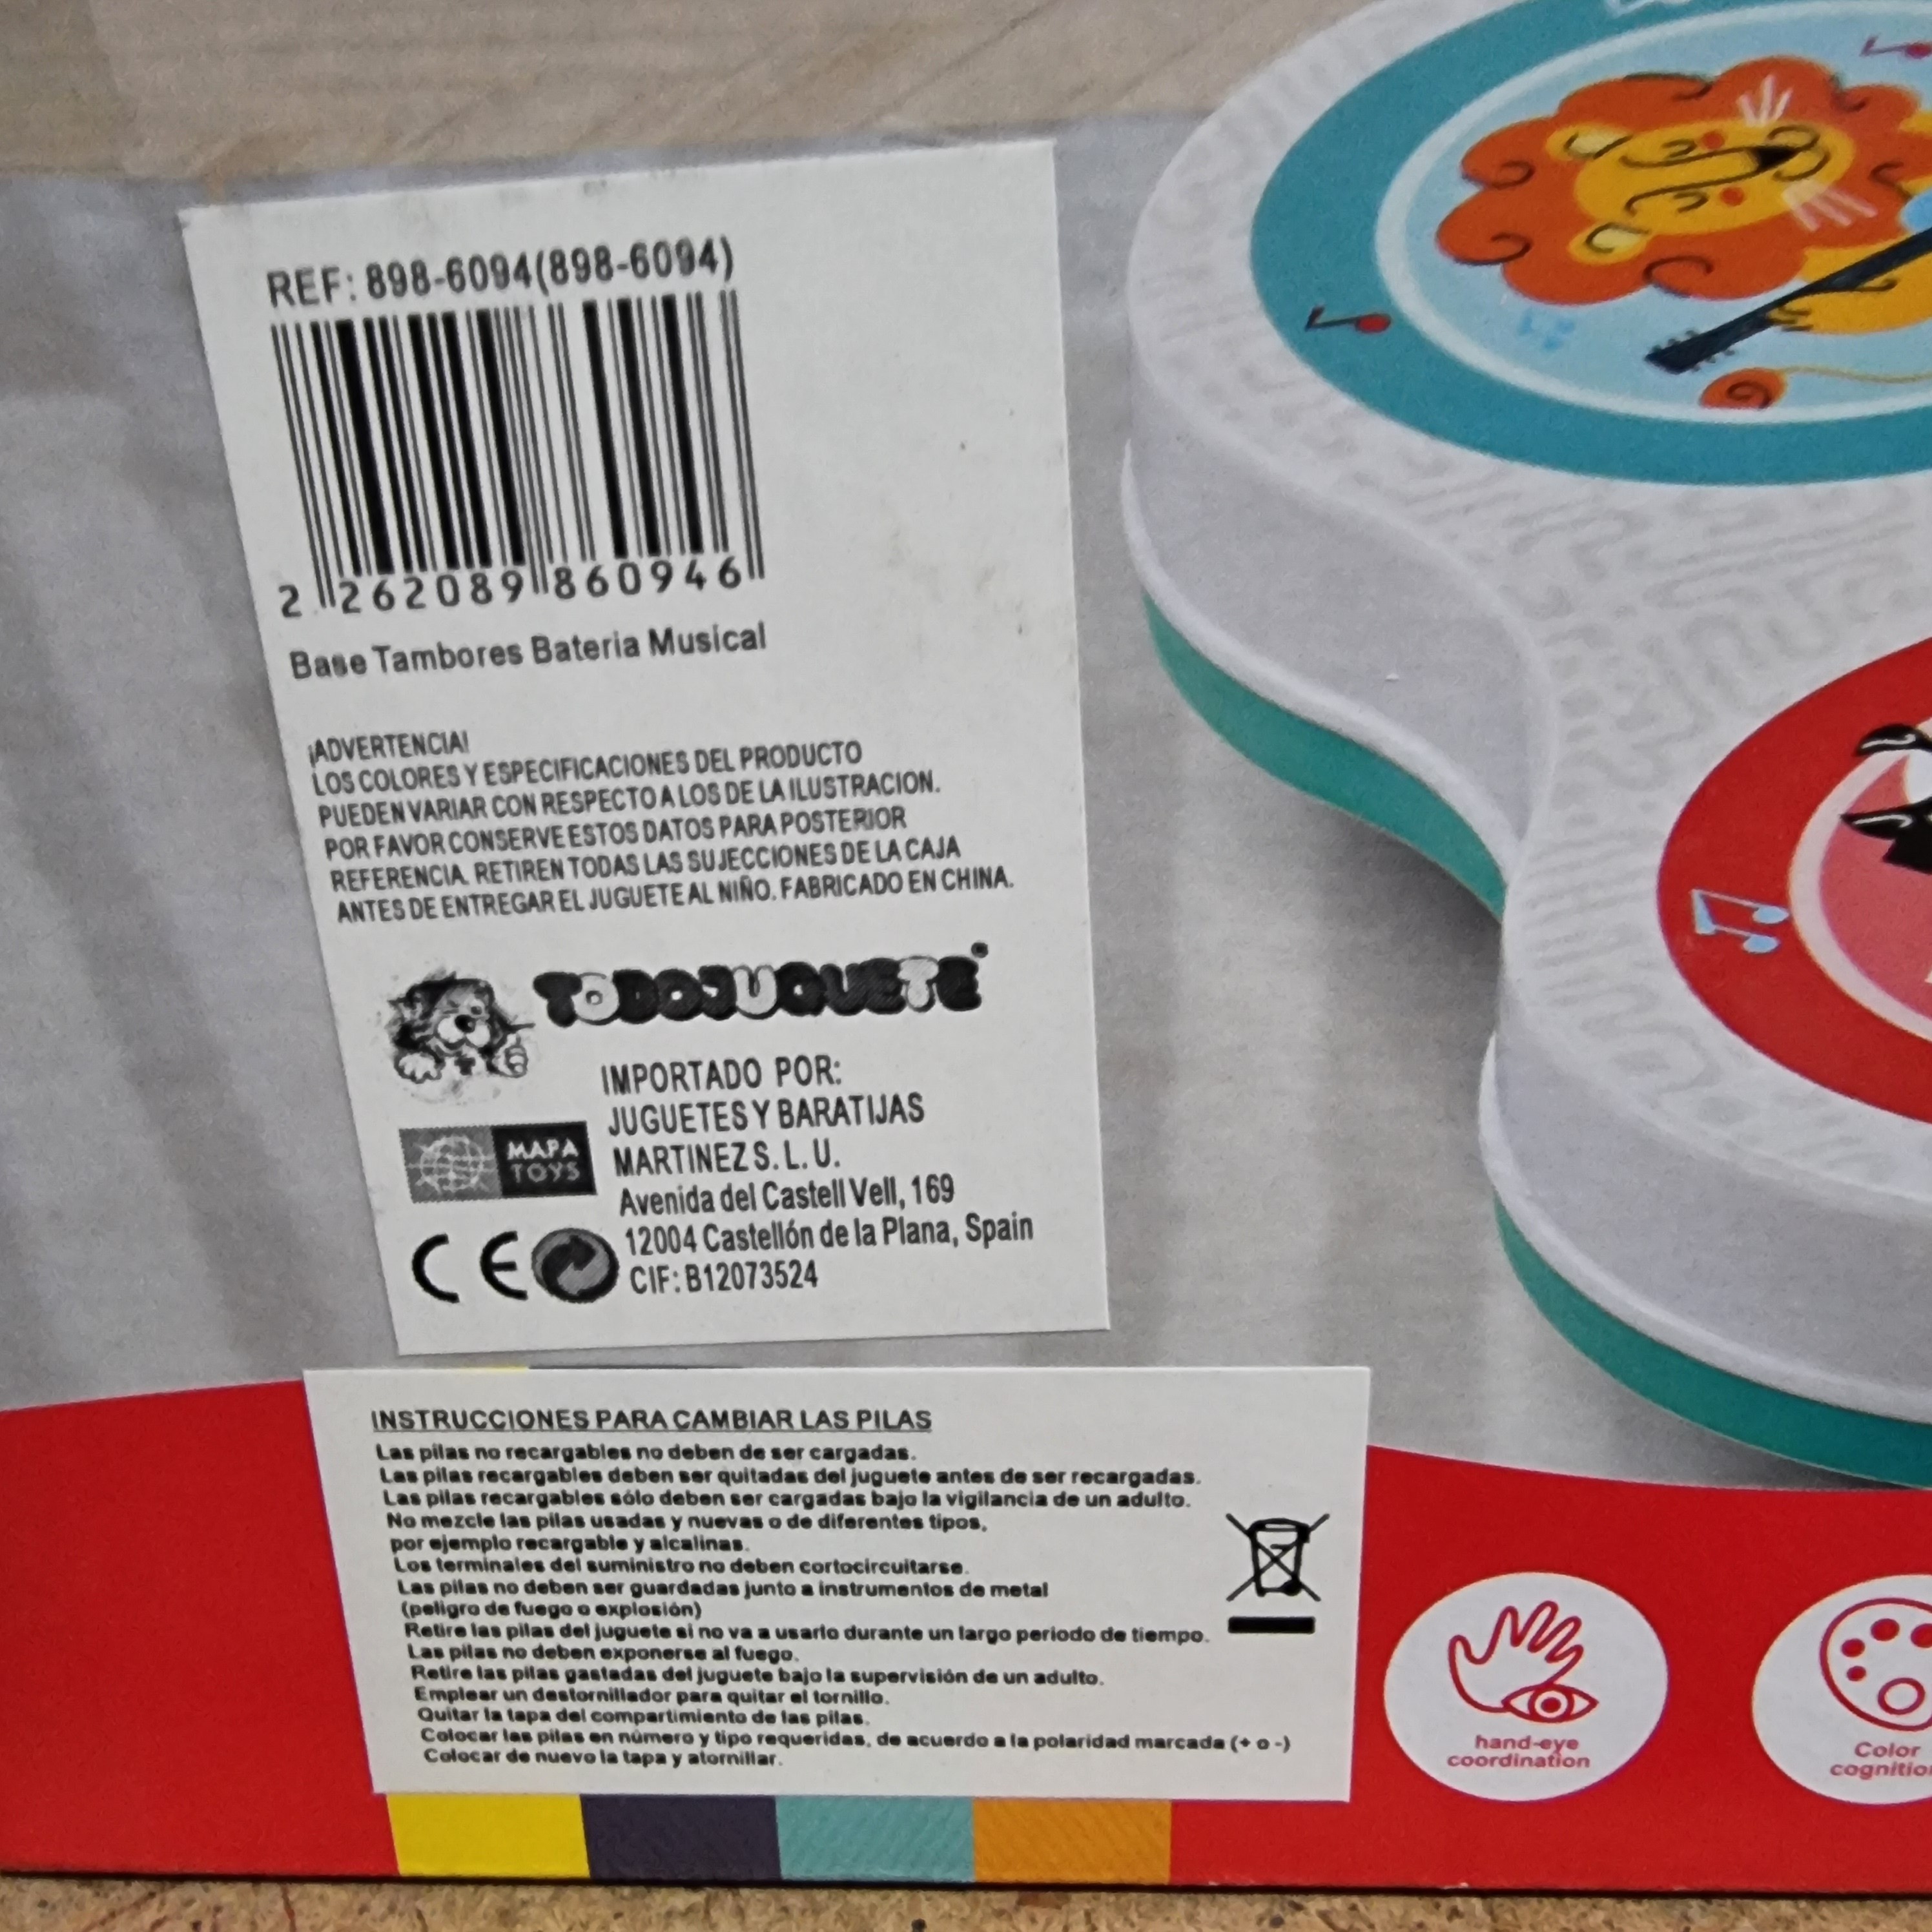 REF: 898-6094(898-6094)
2 262089 860946
Base Tambores Bateria Musical
¡ADVERTENCIA!
LOS COLORES Y ESPECIFICACIONES DEL PRODUCTO
PUEDEN VARIAR CON RESPECTO A LOS DE LA ILUSTRACION.
POR FAVOR CONSERVE ESTOS DATOS PARA POSTERIOR
REFERENCIA. RETIREN TODAS LAS SUJECCIONES DE LA CAJA
ANTES DE ENTREGAR EL JUGUETE AL NIÑO. FABRICADO EN CHINA.
TODOJUGUETE
MAPA
TOYS
IMPORTADO POR:
JUGUETES Y BARATIJAS
MARTINEZ S. L. U.
Avenida del Castell Vell, 169
12004 Castellón de la Plana, Spain
CIF: B12073524
CE
INSTRUCCIONES PARA CAMBIAR LAS PILAS
Las pilas no recargables no deben de ser cargadas.
Las pilas recargables deben ser quitadas del juguete antes de ser recargadas.
Las pilas recargables sólo deben ser cargadas bajo la vigilancia de un adulto.
No mezcle las pilas usadas y nuevas o de diferentes tipos,
por ejemplo recargable y alcalinas.
Los terminales del suministro no deben cortocircuitarse.
Las pilas no deben ser guardadas junto a instrumentos de metal
(peligro de fuego o explosión)
Retire las pilas del juguete si no va a usarlo durante un largo periodo de tiempo.
Las pilas no deben exponerse al fuego.
Retire las pilas gastadas del juguete bajo la supervisión de un adulto.
Emplear un destornillador para quitar el tornillo.
Quitar la tapa del compartimiento de las pilas.
Colocar las pilas en número y tipo requeridas, de acuerdo a la polaridad marcada (+ o -)
Colocar de nuevo la tapa y atornillar.
hand-eye
coordination
Color
cognitio